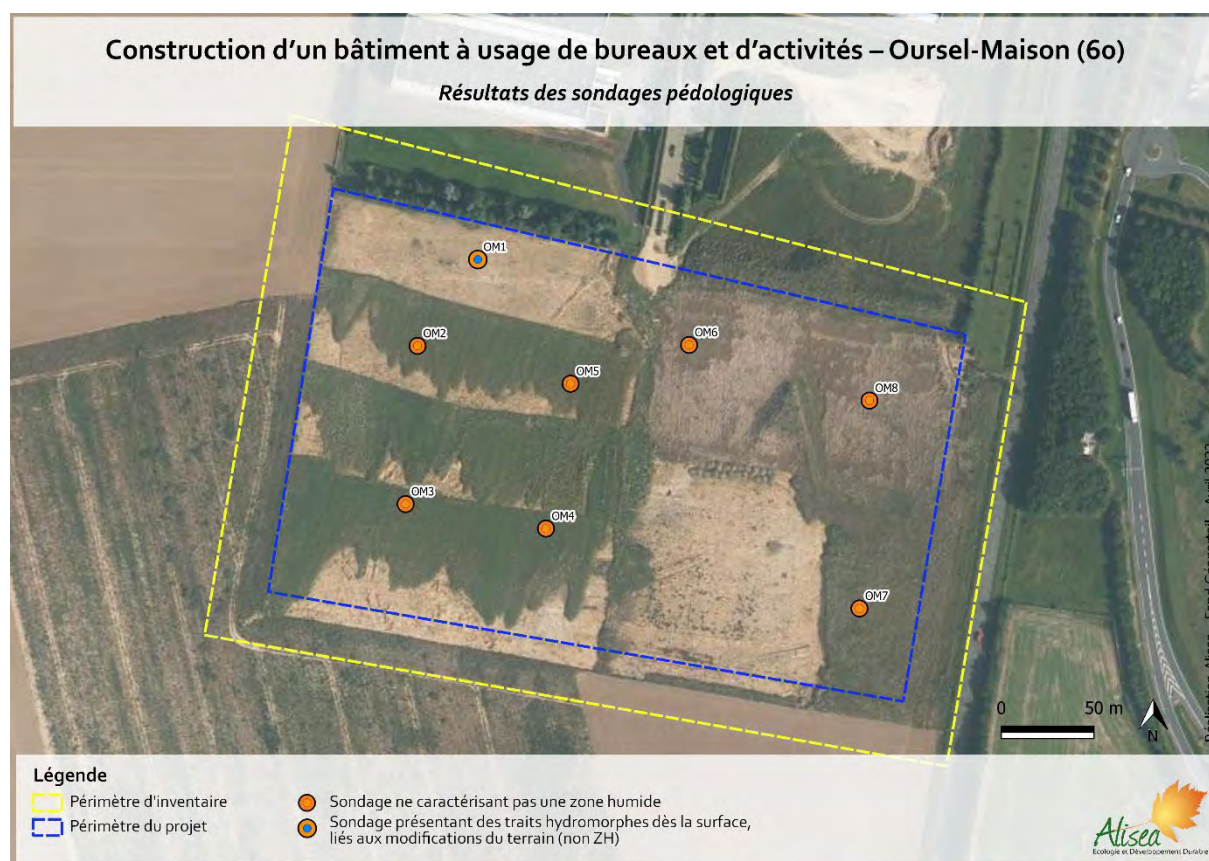 Construction d’un bâtiment à usage de bureaux et d’activités – Oursel-Maison (60)
Résultats des sondages pédologiques
OM1
OM2
OM6
OM5
OM8
OM3
OM4
OM7
0 50 m
N
Légende
Périmètre d'inventaire
Périmètre du projet
Sondage ne caractérisant pas une zone humide
Sondage présentant des traits hydromorphes dès la surface,
liés aux modifications du terrain (non ZH)
Alisea
Ecologie et Développement Durable